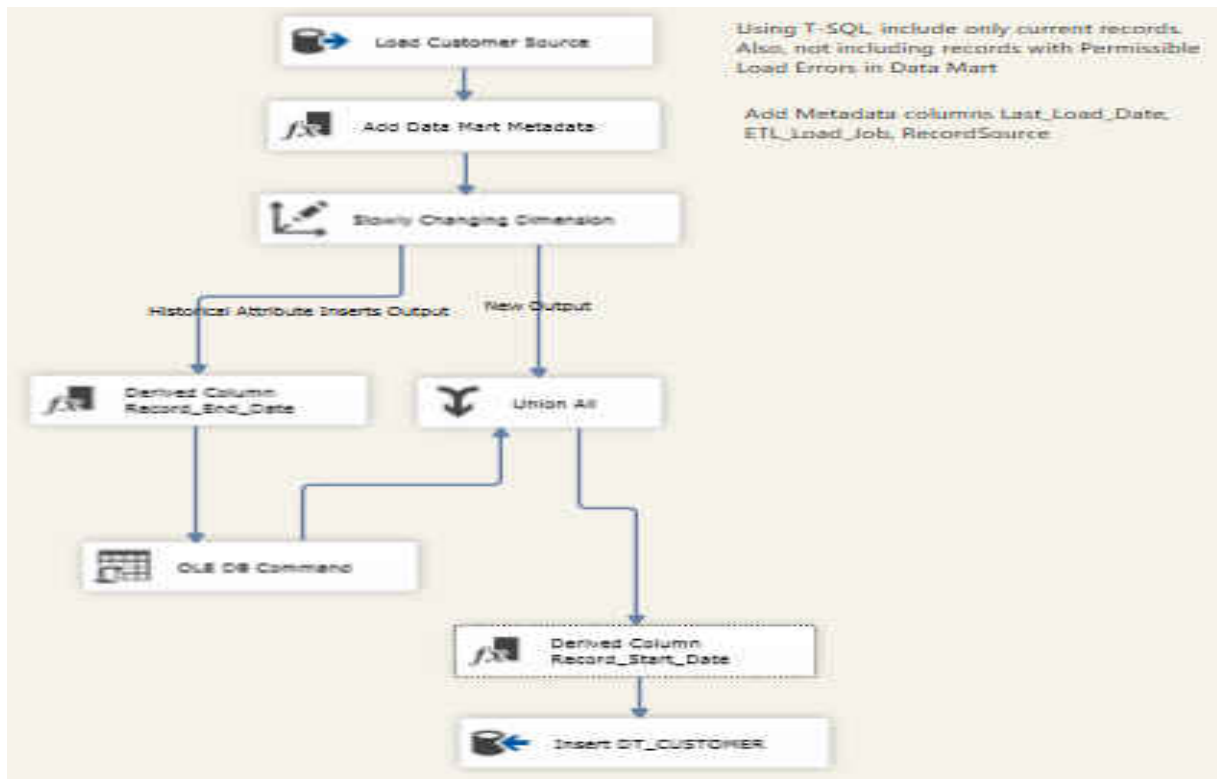 Load Customer Source
Using T-SQL, include only current records.
Also, not including records with Permissible
Load Errors in Data Mart
Add Data Mart Metadata
Add Metadata columns Last_Load_Date,
ETL_Load_Job, RecordSource
Slowly Changing Dimension
Historical Attribute Inserts Output
New Output
Derived Column
Record_End_Date
Union All
OLE DB Command
Derived Column
Record_Start_Date
Insert DT_CUSTOMER